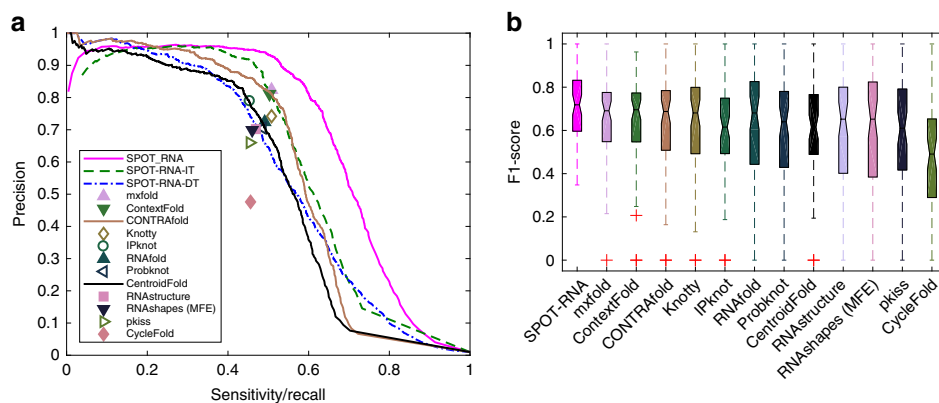 a
1
0.9
0.8
0.7
0.6
0.5
0.4
0.3
0.2
0.1
0
Precision
SPOT_RNA
SPOT-RNA-IT
SPOT-RNA-DT
mxfold
ContextFold
CONTRAfold
Knotty
IPknot
RNAfold
Probknot
CentroidFold
RNAstructure
RNAshapes (MFE)
pkiss
CycleFold
0 0.2 0.4 0.6 0.8 1
Sensitivity/recall
b
1
0.8
0.6
0.4
0.2
0
F1-score
SPOT-RNA
mxfold
ContextFold
CONTRAfold
Knotty
IPknot
RNAfold
Probknot
CentroidFold
RNAstructure
RNAshapes (MFE)
pkiss
CycleFold